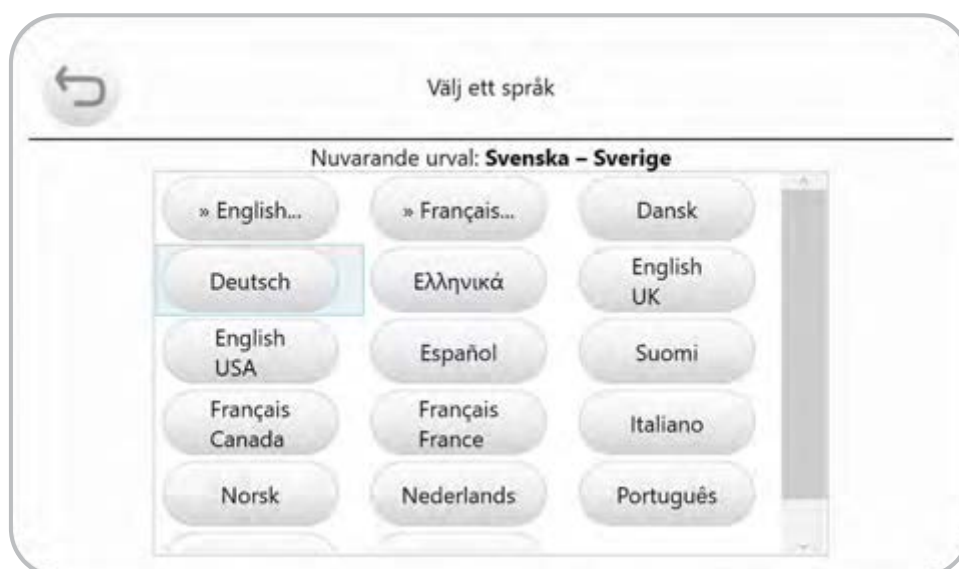 Välj ett språk
Nuvarande urval: Svenska – Sverige
» English... » Français... Dansk
Deutsch Ελληνικά English UK
English USA Español Suomi
Français Canada Français France Italiano
Norsk Nederlands Português